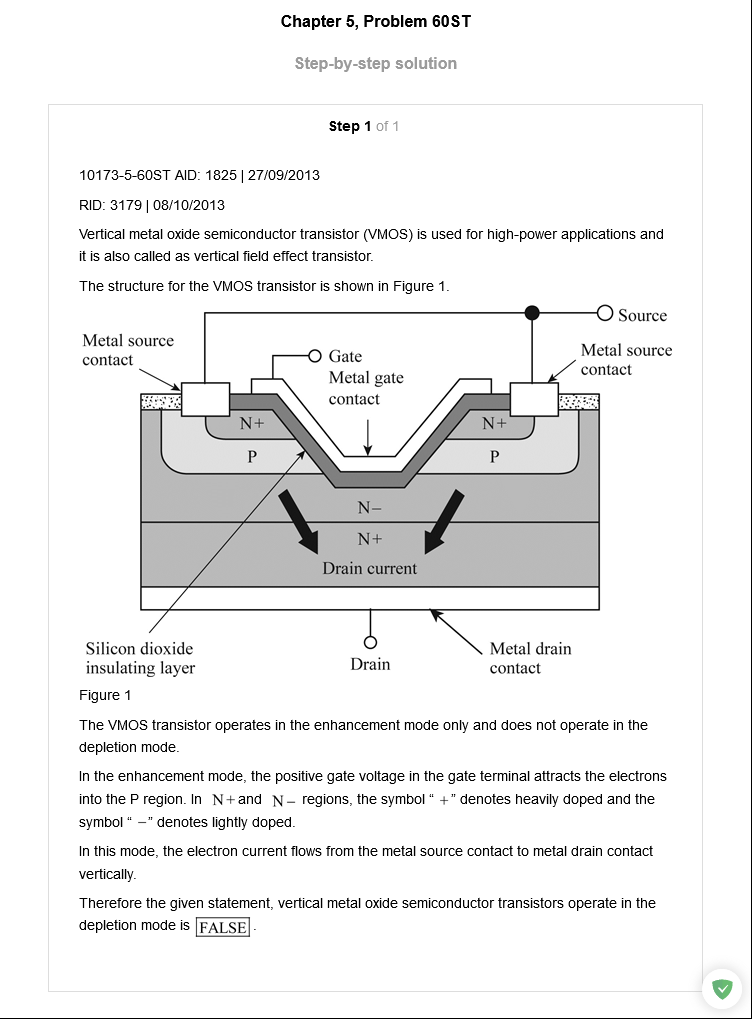 Chapter 5, Problem 60ST
Step-by-step solution
Step 1 of 1
10173-5-60ST AID: 1825 | 27/09/2013
RID: 3179 | 08/10/2013
Vertical metal oxide semiconductor transistor (VMOS) is used for high-power applications and
it is also called as vertical field effect transistor.
The structure for the VMOS transistor is shown in Figure 1.
Source
Metal source
contact
Gate
Metal gate
contact
Metal source
contact
N+
N+
P
P
N−
N+
Drain current
Silicon dioxide
insulating layer
Drain
Metal drain
contact
Figure 1
The VMOS transistor operates in the enhancement mode only and does not operate in the
depletion mode.
In the enhancement mode, the positive gate voltage in the gate terminal attracts the electrons
into the P region. In N+ and N− regions, the symbol “ +” denotes heavily doped and the
symbol “ −” denotes lightly doped.
In this mode, the electron current flows from the metal source contact to metal drain contact
vertically.
Therefore the given statement, vertical metal oxide semiconductor transistors operate in the
depletion mode is FALSE .